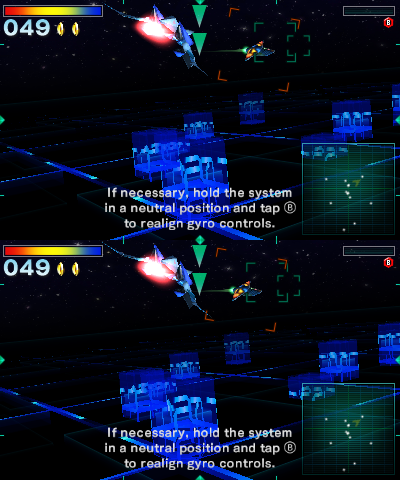 049
B
If necessary, hold the system
in a neutral position and tap Ⓑ
to realign gyro controls.
049
B
If necessary, hold the system
in a neutral position and tap Ⓑ
to realign gyro controls.